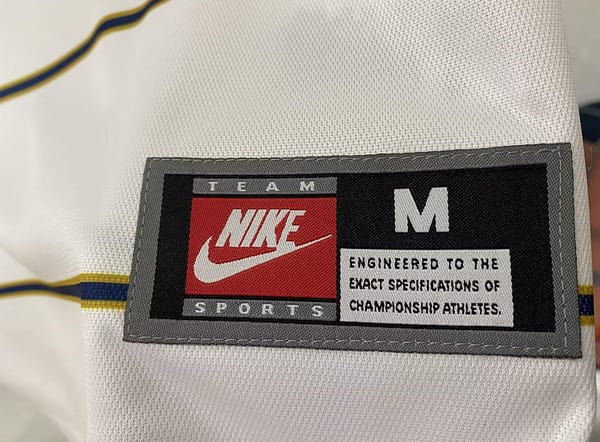 TEAM
NIKE
SPORTS
M
ENGINEERED TO THE
EXACT SPECIFICATIONS OF
CHAMPIONSHIP ATHLETES.